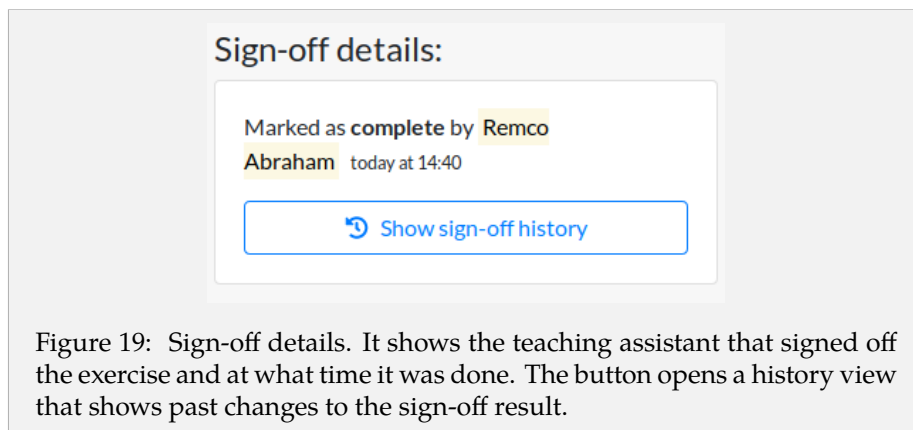 Sign-off details:
Marked as complete by Remco
Abraham today at 14:40
Show sign-off history
Figure 19: Sign-off details. It shows the teaching assistant that signed off
the exercise and at what time it was done. The button opens a history view
that shows past changes to the sign-off result.